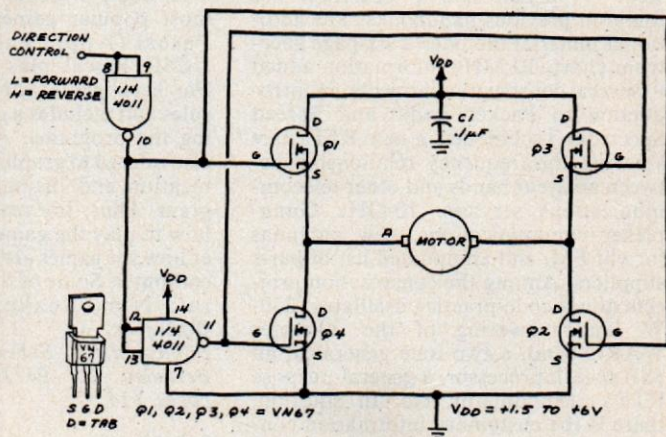 DIRECTION
CONTROL
8 9
L = FORWARD
H = REVERSE
1/4
4011
10
VDD
C1
.1µF
D
G
S
Q1
D
Q3
G
S
A
MOTOR
VDD
14
12
1/4
4011
11
13
7
D
G
S
Q4
D
G
S
Q2
VN
67
S G D
D = TAB
Q1, Q2, Q3, Q4 = VN67
VDD = +1.5 TO +6V